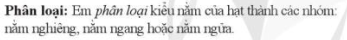 Phân loại: Em phân loại kiểu nằm của hạt thành các nhóm:
nằm nghiêng, nằm ngang hoặc nằm ngửa.